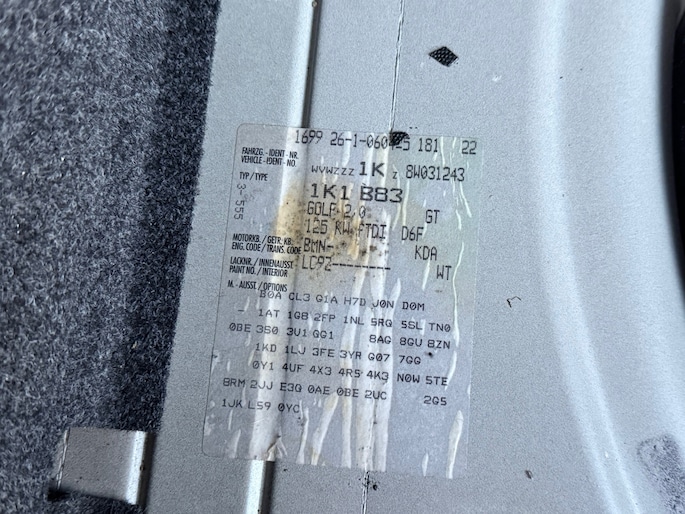 1699 26-1-060 5 181 22
FAHRZG.-IDENT-NR.
VEHICLE-IDENT-NO.
WVWZZZ 1K Z 8W031243
TYP / TYPE
1K1 B83
3-555
GOLF 2.0 GT
125 KW FTDI D6F
MOTORKB. / GETR. KB.
ENG. CODE / TRANS. CODE
BMN- KDA
LACKNR. / INNENAUSST.
PAINT NO. / INTERIOR
LC9Z-------- WT
M. - AUSST. / OPTIONS
B0A CL3 G1A H7D J0N D0M
- 1AT 1G8 2FP 1NL 5RQ 5SL TN0
0BE 3S0 3U1 GG1 8AG 8GU 8ZN
1KD 1LJ 3FE 3YR G07 7GG
0Y1 4UF 4X3 4R5 4K3 N0W 5TE
8RM 2JJ E3Q 0AE 0BE 2UC 2G5
1JK L59 0YC